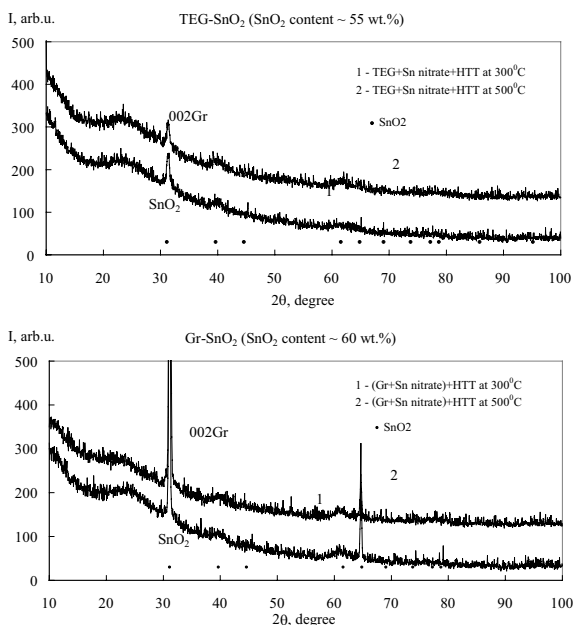 I, arb.u.
TEG-SnO₂ (SnO₂ content ~ 55 wt.%)
500
400
300
200
100
0
1 - TEG+Sn nitrate+HTT at 300⁰C
2 - TEG+Sn nitrate+HTT at 500⁰C
• SnO2
002Gr
2
1
SnO₂
10 20 30 40 50 60 70 80 90 100
2θ, degree
I, arb.u.
Gr-SnO₂ (SnO₂ content ~ 60 wt.%)
500
400
300
200
100
0
1 - (Gr+Sn nitrate)+HTT at 300⁰C
2 - (Gr+Sn nitrate)+HTT at 500⁰C
• SnO2
002Gr
2
1
SnO₂
10 20 30 40 50 60 70 80 90 100
2θ, degree